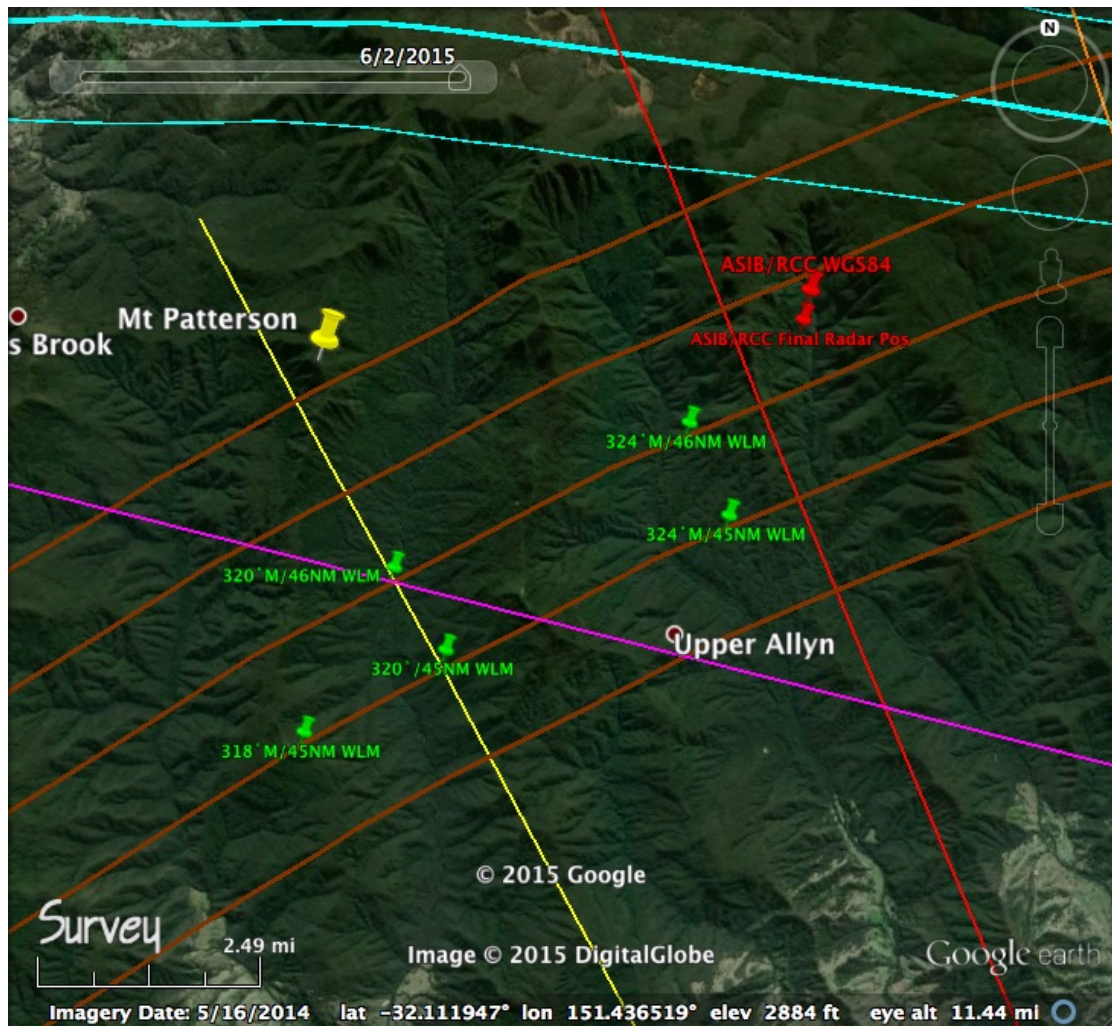 N
6/2/2015
ASIB/RCC WGS84
Mt Patterson
s Brook
ASIB/RCC Final Radar Pos
324˚M/46NM WLM
324˚M/45NM WLM
320˚M/46NM WLM
Upper Allyn
320˚/45NM WLM
318˚M/45NM WLM
© 2015 Google
Survey
2.49 mi
Image © 2015 DigitalGlobe
Google earth
Imagery Date: 5/16/2014 lat -32.111947° lon 151.436519° elev 2884 ft eye alt 11.44 mi